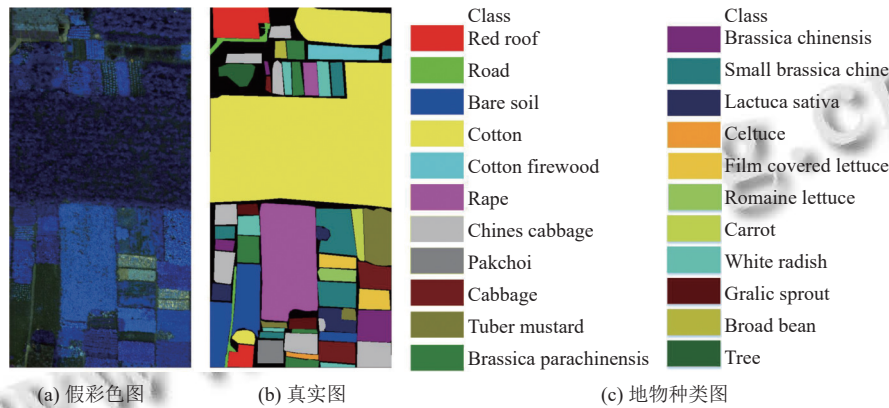 Class
Red roof
Road
Bare soil
Cotton
Cotton firewood
Rape
Chines cabbage
Pakchoi
Cabbage
Tuber mustard
Brassica parachinensis
Class
Brassica chinensis
Small brassica chine
Lactuca sativa
Celtuce
Film covered lettuce
Romaine lettuce
Carrot
White radish
Gralic sprout
Broad bean
Tree
(a) 假彩色图
(b) 真实图
(c) 地物种类图